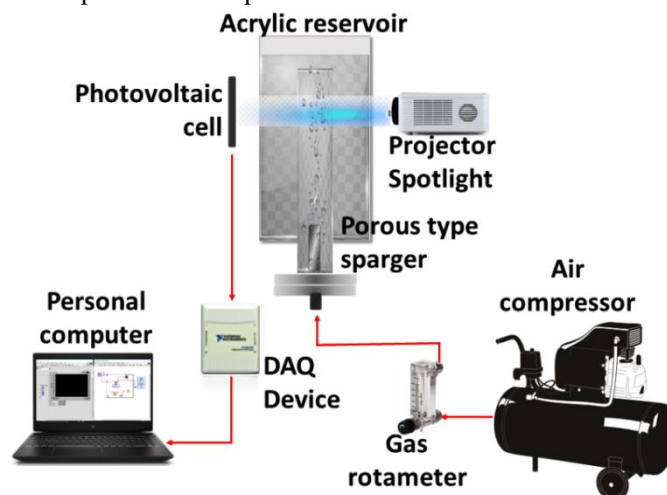 Acrylic reservoir
Photovoltaic
cell
Projector
Spotlight
Porous type
sparger
Air
compressor
Personal
computer
DAQ
Device
Gas
rotameter